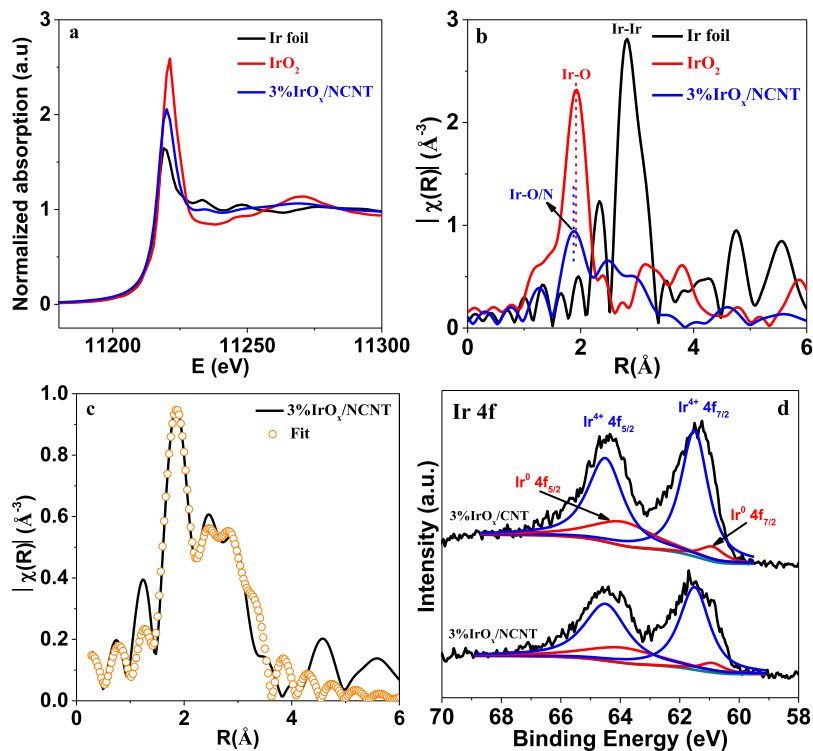 a
Ir foil
IrO₂
3%IrOₓ/NCNT
Normalized absorption (a.u)
3
2
1
0
11200
11250
11300
E (eV)
b
Ir-Ir
Ir foil
IrO₂
3%IrOₓ/NCNT
Ir-O
Ir-O/N
|χ(R)| (Å⁻³)
3
2
1
0
0
2
4
6
R(Å)
c
3%IrOₓ/NCNT
Fit
|χ(R)| (Å⁻³)
1.0
0.8
0.6
0.4
0.2
0.0
0
2
4
6
R(Å)
Ir 4f
d
Ir⁴⁺ 4f₅/₂
Ir⁴⁺ 4f₇/₂
Ir⁰ 4f₅/₂
Ir⁰ 4f₇/₂
3%IrOₓ/CNT
3%IrOₓ/NCNT
Intensity (a.u.)
70
68
66
64
62
60
58
Binding Energy (eV)